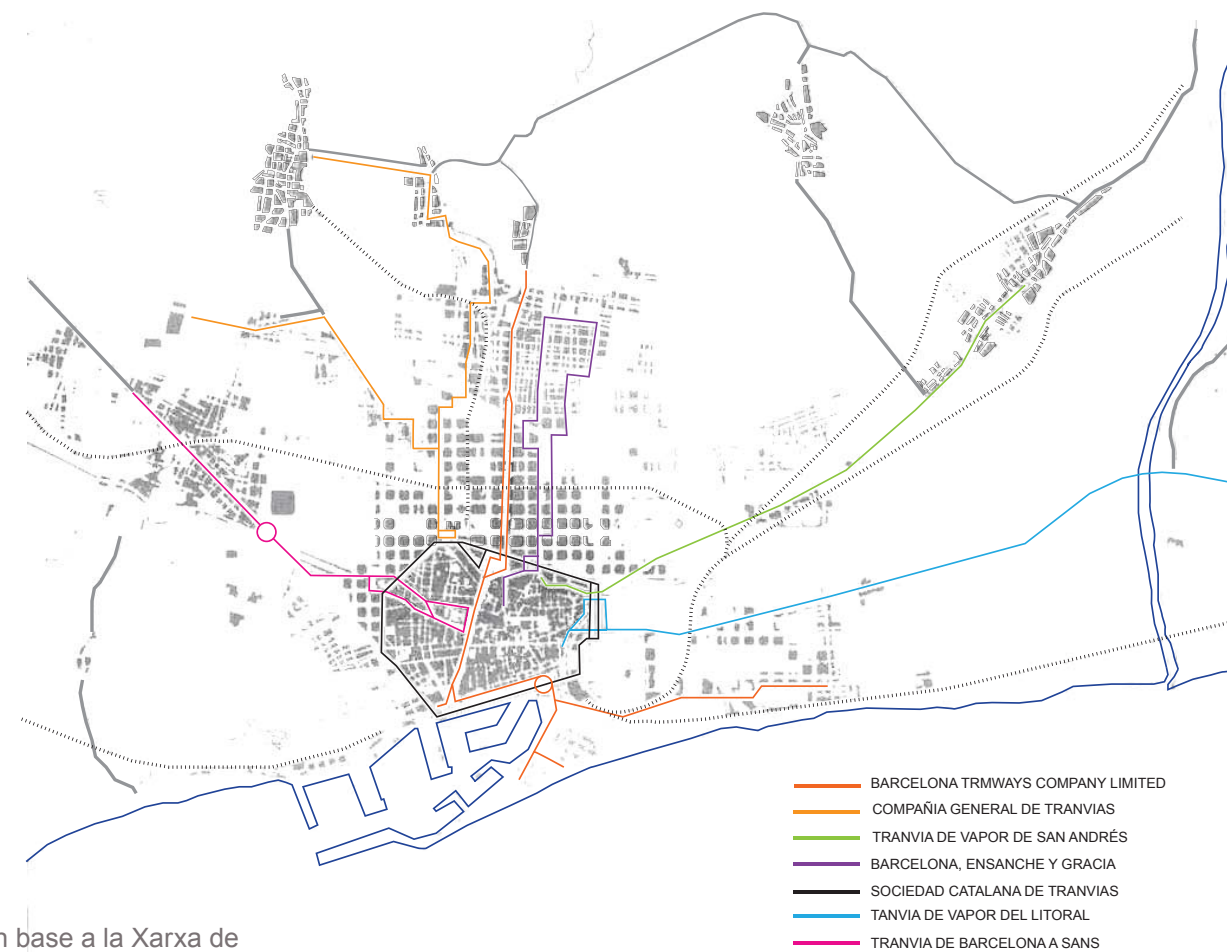 BARCELONA TRMWAYS COMPANY LIMITED
COMPAÑIA GENERAL DE TRANVIAS
TRANVIA DE VAPOR DE SAN ANDRÉS
BARCELONA, ENSANCHE Y GRACIA
SOCIEDAD CATALANA DE TRANVIAS
TANVIA DE VAPOR DEL LITORAL
TRANVIA DE BARCELONA A SANS
n base a la Xarxa de